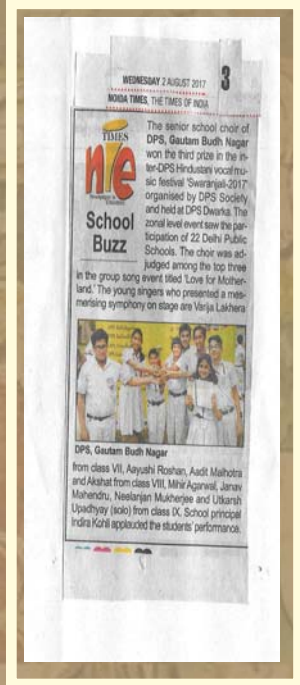 WEDNESDAY 2 AUGUST 2017
3
NOIDA TIMES, THE TIMES OF INDIA
TIMES
nie
Newspaper in
Education
School
Buzz
The senior school choir of
DPS, Gautam Budh Nagar
won the third prize in the in-
ter-DPS Hindustani vocal mu-
sic festival 'Swaranjali-2017'
organised by DPS Society
and held at DPS Dwarka. The
zonal level event saw the par-
ticipation of 22 Delhi Public
Schools. The choir was ad-
judged among the top three
in the group song event titled 'Love for Mother-
land.' The young singers who presented a mes-
merising symphony on stage are Varija Lakhera
DPS, Gautam Budh Nagar
from class VII, Aayushi Roshan, Aadit Malhotra
and Akshat from class VIII, Mihir Agarwal, Janav
Mahendru, Neelanjan Mukherjee and Utkarsh
Upadhyay (solo) from class IX. School principal
Indira Kohli applauded the students' performance.